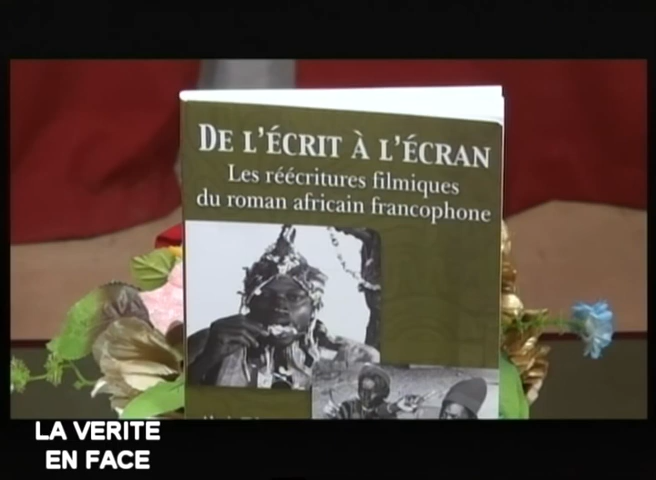 DE L'ÉCRIT À L'ÉCRAN
Les réécritures filmiques
du roman africain francophone
LA VERITE
EN FACE